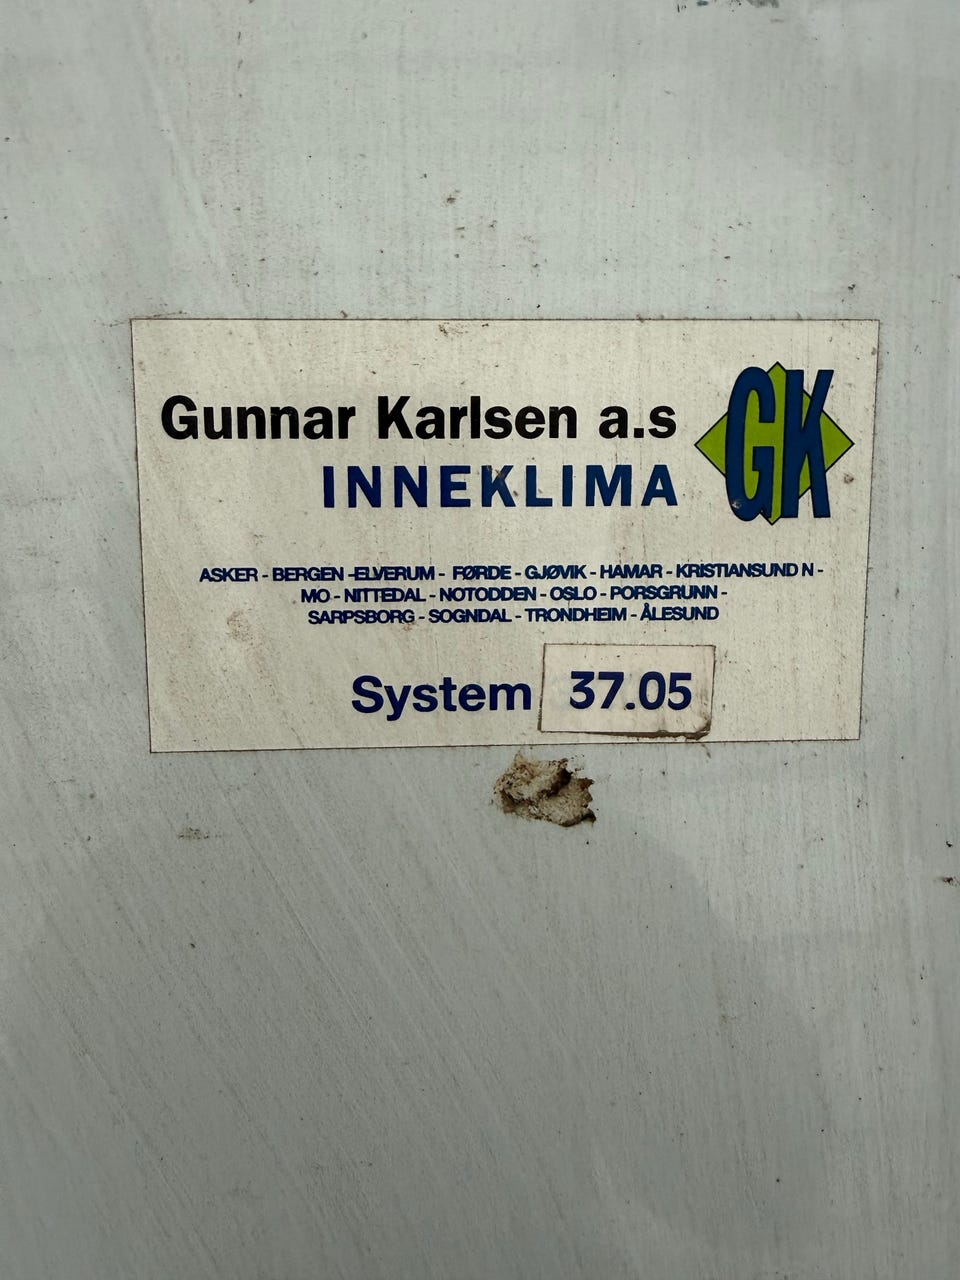 Gunnar Karlsen a.s
GK
INNEKLIMA
ASKER - BERGEN -ELVERUM - FØRDE - GJØVIK - HAMAR - KRISTIANSUND N -
MO - NITTEDAL - NOTODDEN - OSLO - PORSGRUNN -
SARPSBORG - SOGNDAL - TRONDHEIM - ÅLESUND
System 37.05